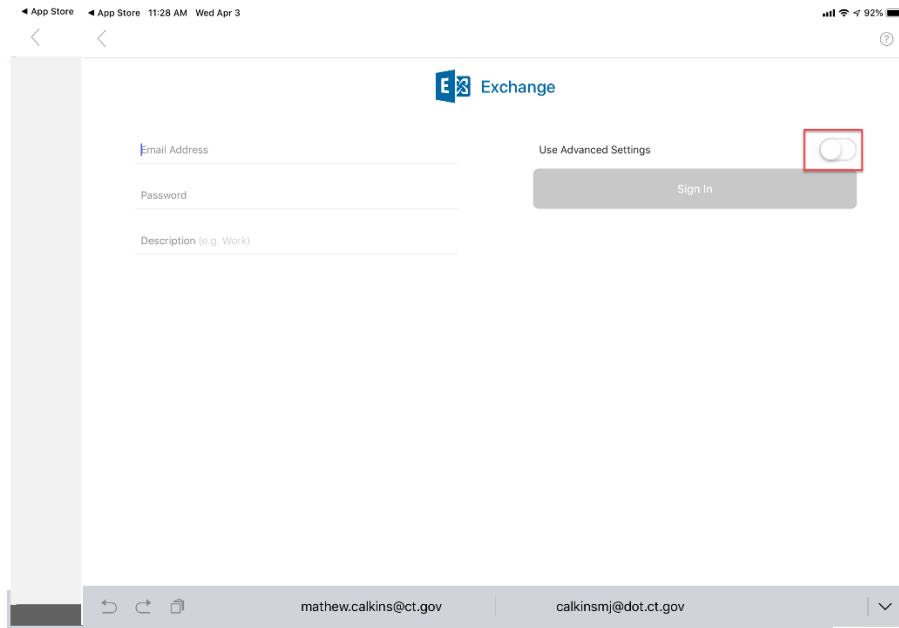 ◀ App Store ◀ App Store 11:28 AM Wed Apr 3 92%
?
E Exchange
Email Address
Use Advanced Settings
Password
Sign In
Description (e.g. Work)
mathew.calkins@ct.gov calkinsmj@dot.ct.gov